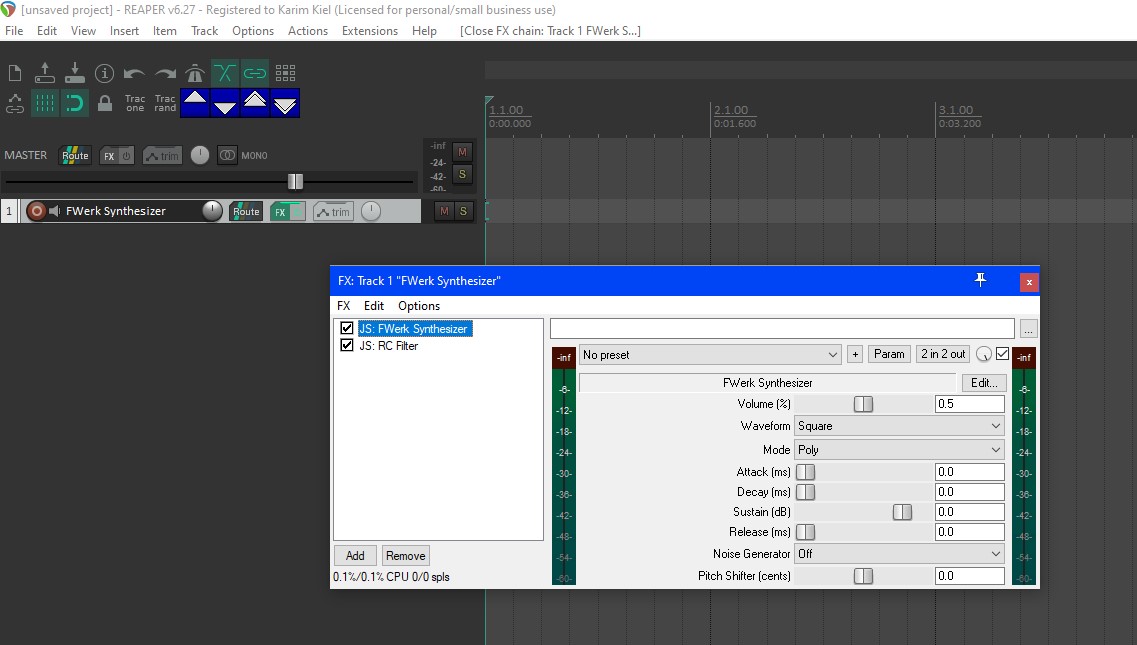 [unsaved project] - REAPER v6.27 - Registered to Karim Kiel (Licensed for personal/small business use)
File Edit View Insert Item Track Options Actions Extensions Help [Close FX chain: Track 1 FWerk S...]
Trac one Trac rand
1.1.00 2.1.00 3.1.00
0:00.000 0:01.600 0:03.200
MASTER Route FX trim MONO -inf M
-24-
-42- S
-60-
1 FWerk Synthesizer Route FX trim M S
FX: Track 1 "FWerk Synthesizer" x
FX Edit Options
JS: FWerk Synthesizer
JS: RC Filter
...
-inf No preset + Param 2 in 2 out -inf
FWerk Synthesizer Edit...
-6- -6-
Volume (%) 0.5
-12- -12-
Waveform Square
-18- -18-
Mode Poly
-24- -24-
Attack (ms) 0.0
-30- -30-
Decay (ms) 0.0
-36- -36-
Sustain (dB) 0.0
-42- -42-
Release (ms) 0.0
-48- -48-
Noise Generator Off
-54- -54-
Pitch Shifter (cents) 0.0
-60- -60-
Add Remove
0.1%/0.1% CPU 0/0 spls